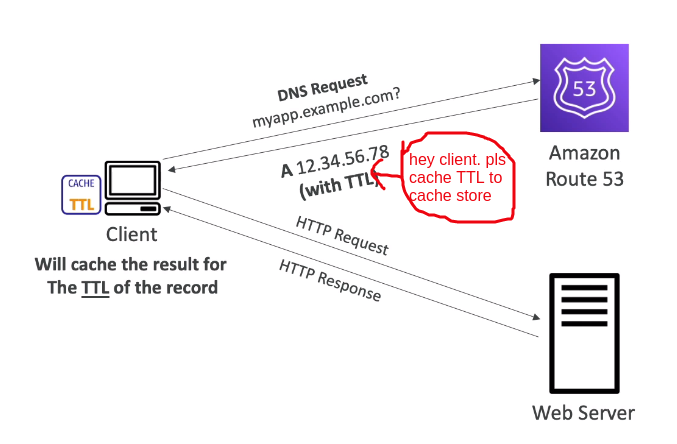 DNS Request
myapp.example.com?
53
Amazon
Route 53
A 12.34.56.78
(with TTL)
hey client. pls
cache TTL to
cache store
CACHE
TTL
Client
Will cache the result for
The TTL of the record
HTTP Request
HTTP Response
Web Server